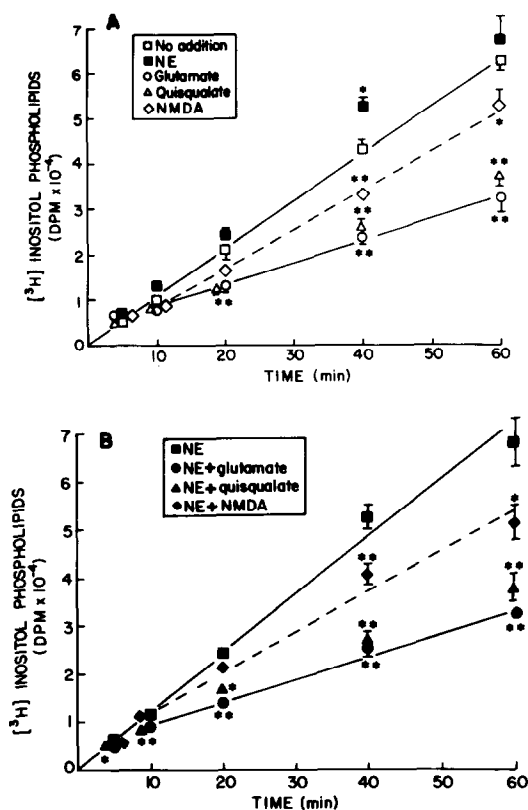 A
□ No addition
■ NE
○ Glutamate
△ Quisqualate
◇ NMDA
[³H] INOSITOL PHOSPHOLIPIDS
(DPM x 10⁻⁴)
7
6
5
4
3
2
1
0
*
*
**
**
**
**
**
**
10
20
30
40
50
60
TIME (min)
B
■ NE
● NE+glutamate
▲ NE+quisqualate
◆ NE+NMDA
[³H] INOSITOL PHOSPHOLIPIDS
(DPM x 10⁻⁴)
7
6
5
4
3
2
1
0
*
**
**
**
**
**
*
**
**
*
10
20
30
40
50
60
TIME (min)